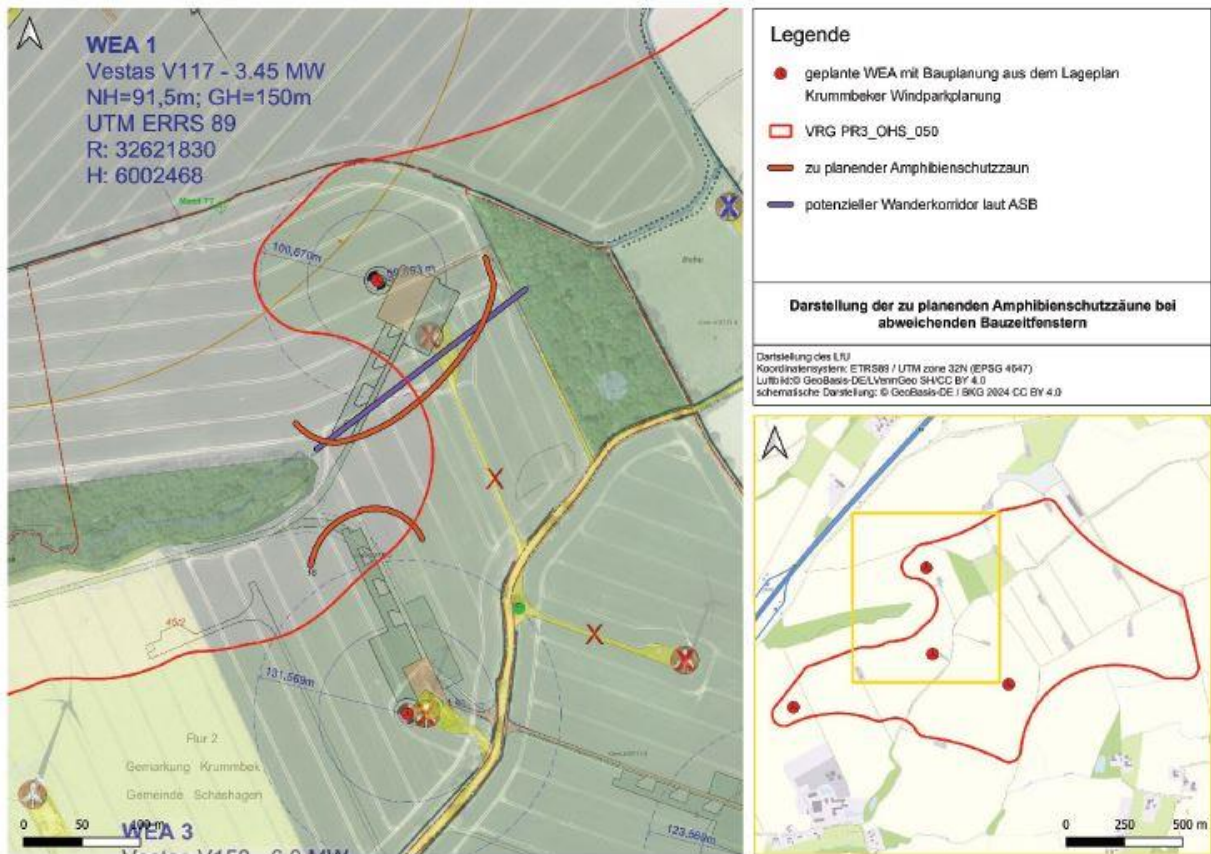 WEA 1
Vestas V117 - 3.45 MW
NH=91,5m; GH=150m
UTM ERRS 89
R: 32621830
H: 6002468
100,670m
45/2
131,569m
Flur 2
Gemarkung Krummbek
Gemeinde Schashagen
123,569m
0 50 100 m
WEA 3
Legende
geplante WEA mit Bauplanung aus dem Lageplan
Krummbeker Windparkplanung
VRG PR3_OHS_050
zu planender Amphibienschutzzaun
potenzieller Wanderkorridor laut ASB
Darstellung der zu planenden Amphibienschutzzäune bei
abweichenden Bauzeitfenstern
Dartsllung des LfU
Koordinatensystem: ETRS89 / UTM zone 32N (EPSG 4647)
Luftbild:© GeoBasis-DE/LVermGeo SH/CC BY 4.0
schematische Darstellung: © GeoBasis-DE / BKG 2024 CC BY 4.0
0 250 500 m